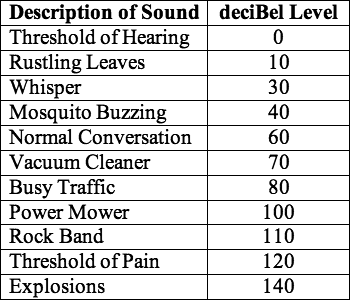 Description of Sound deciBel Level
Threshold of Hearing 0
Rustling Leaves 10
Whisper 30
Mosquito Buzzing 40
Normal Conversation 60
Vacuum Cleaner 70
Busy Traffic 80
Power Mower 100
Rock Band 110
Threshold of Pain 120
Explosions 140